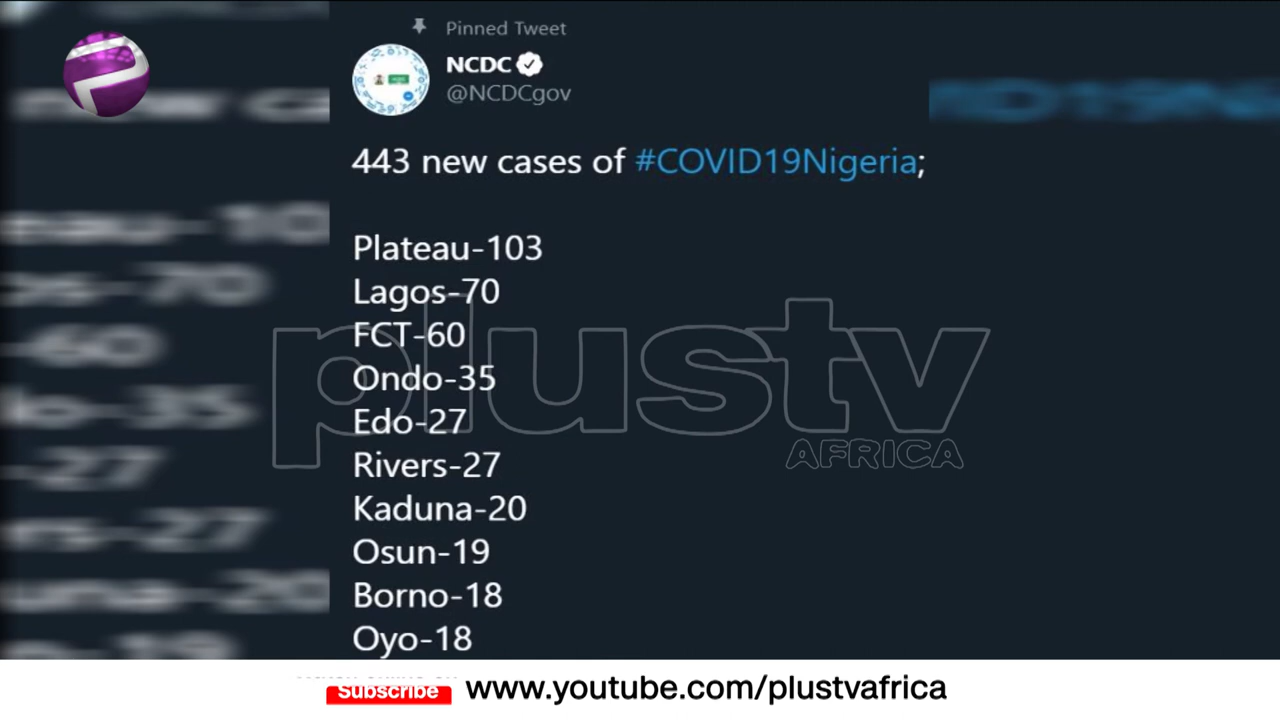 Pinned Tweet
NCDC
@NCDCgov
443 new cases of #COVID19Nigeria;
Plateau-103
Lagos-70
FCT-60
Ondo-35
Edo-27
Rivers-27
Kaduna-20
Osun-19
Borno-18
Oyo-18
plustv
AFRICA
Subscribe
www.youtube.com/plustvafrica